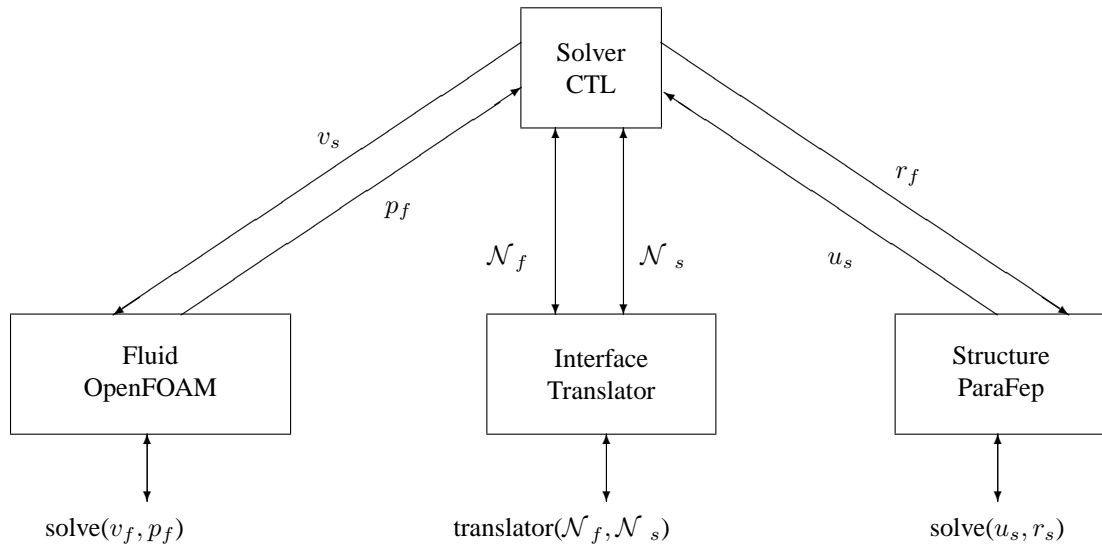 Solver
CTL
v_s
p_f
r_f
u_s
𝒩_f
𝒩_s
Fluid
OpenFOAM
Interface
Translator
Structure
ParaFep
solve(v_f, p_f)
translator(𝒩_f, 𝒩_s)
solve(u_s, r_s)